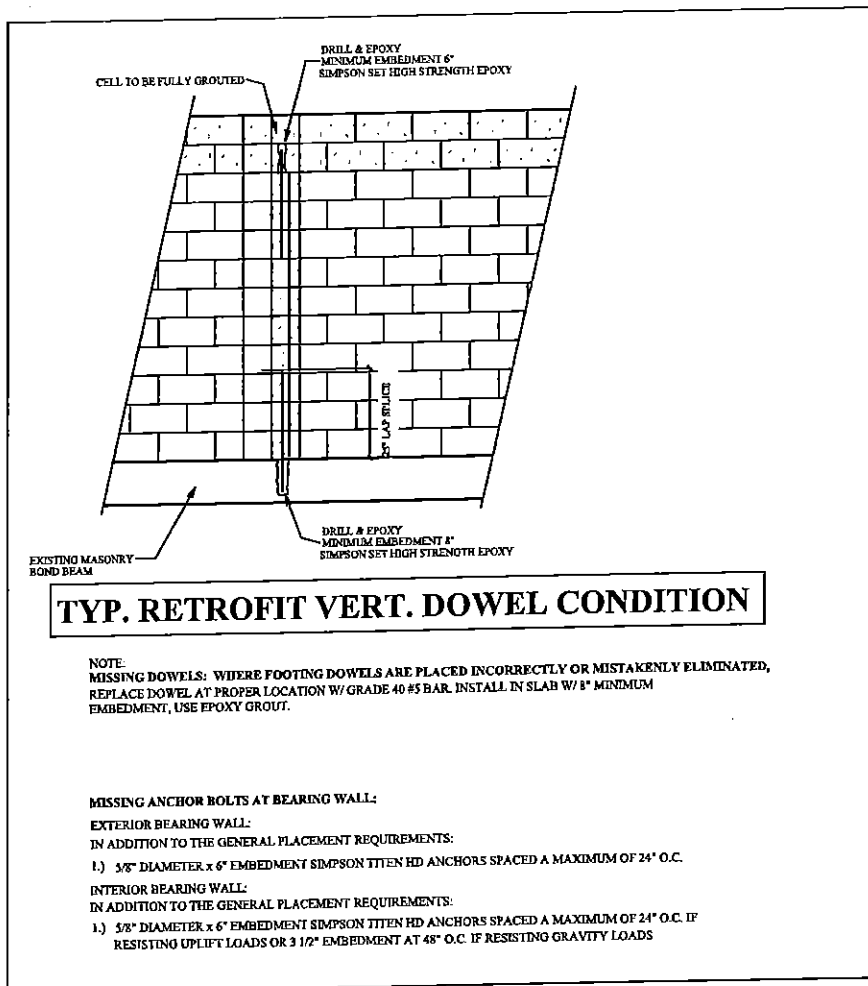 DRILL & EPOXY
MINIMUM EMBEDMENT 6"
SIMPSON SET HIGH STRENGTH EPOXY
CELL TO BE FULLY GROUTED
25" LAP SPLICE
DRILL & EPOXY
MINIMUM EMBEDMENT 8"
SIMPSON SET HIGH STRENGTH EPOXY
EXISTING MASONRY
BOND BEAM
TYP. RETROFIT VERT. DOWEL CONDITION
NOTE:
MISSING DOWELS: WHERE FOOTING DOWELS ARE PLACED INCORRECTLY OR MISTAKENLY ELIMINATED,
REPLACE DOWEL AT PROPER LOCATION W/ GRADE 40 #5 BAR. INSTALL IN SLAB W/ 8" MINIMUM
EMBEDMENT, USE EPOXY GROUT.
MISSING ANCHOR BOLTS AT BEARING WALL:
EXTERIOR BEARING WALL:
IN ADDITION TO THE GENERAL PLACEMENT REQUIREMENTS:
1.) 5/8" DIAMETER x 6" EMBEDMENT SIMPSON TITEN HD ANCHORS SPACED A MAXIMUM OF 24" O.C.
INTERIOR BEARING WALL:
IN ADDITION TO THE GENERAL PLACEMENT REQUIREMENTS:
1.) 5/8" DIAMETER x 6" EMBEDMENT SIMPSON TITEN HD ANCHORS SPACED A MAXIMUM OF 24" O.C. IF
RESISTING UPLIFT LOADS OR 3 1/2" EMBEDMENT AT 48" O.C. IF RESISTING GRAVITY LOADS